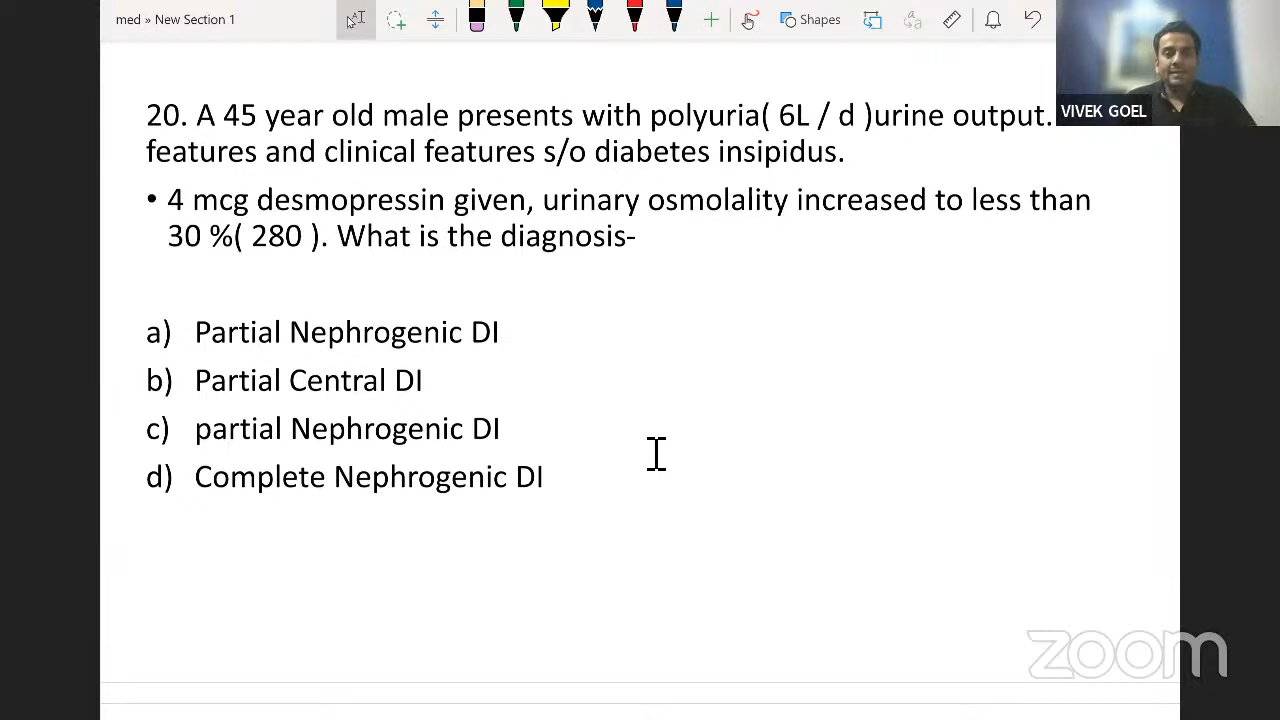 med » New Section 1
Shapes
VIVEK GOEL
20. A 45 year old male presents with polyuria( 6L / d )urine output.
features and clinical features s/o diabetes insipidus.
• 4 mcg desmopressin given, urinary osmolality increased to less than
30 %( 280 ). What is the diagnosis-
a) Partial Nephrogenic DI
b) Partial Central DI
c) partial Nephrogenic DI
d) Complete Nephrogenic DI
zoom